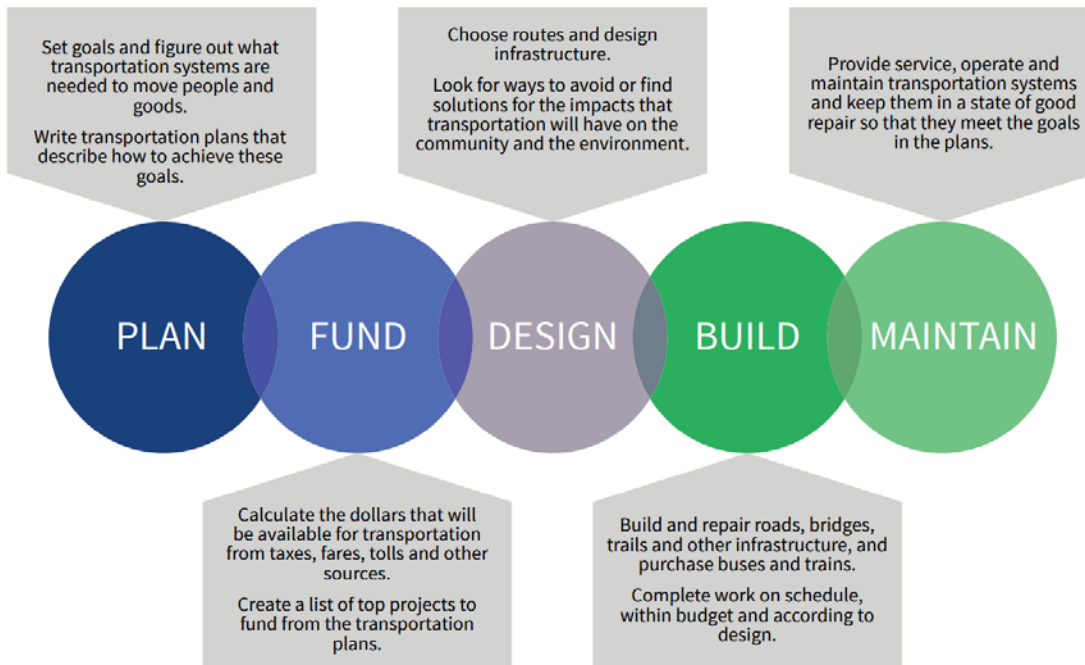 Set goals and figure out what
transportation systems are
needed to move people and
goods.
Write transportation plans that
describe how to achieve these
goals.
Choose routes and design
infrastructure.
Look for ways to avoid or find
solutions for the impacts that
transportation will have on the
community and the environment.
Provide service, operate and
maintain transportation systems
and keep them in a state of good
repair so that they meet the goals
in the plans.
PLAN
FUND
DESIGN
BUILD
MAINTAIN
Calculate the dollars that will
be available for transportation
from taxes, fares, tolls and other
sources.
Create a list of top projects to
fund from the transportation
plans.
Build and repair roads, bridges,
trails and other infrastructure, and
purchase buses and trains.
Complete work on schedule,
within budget and according to
design.